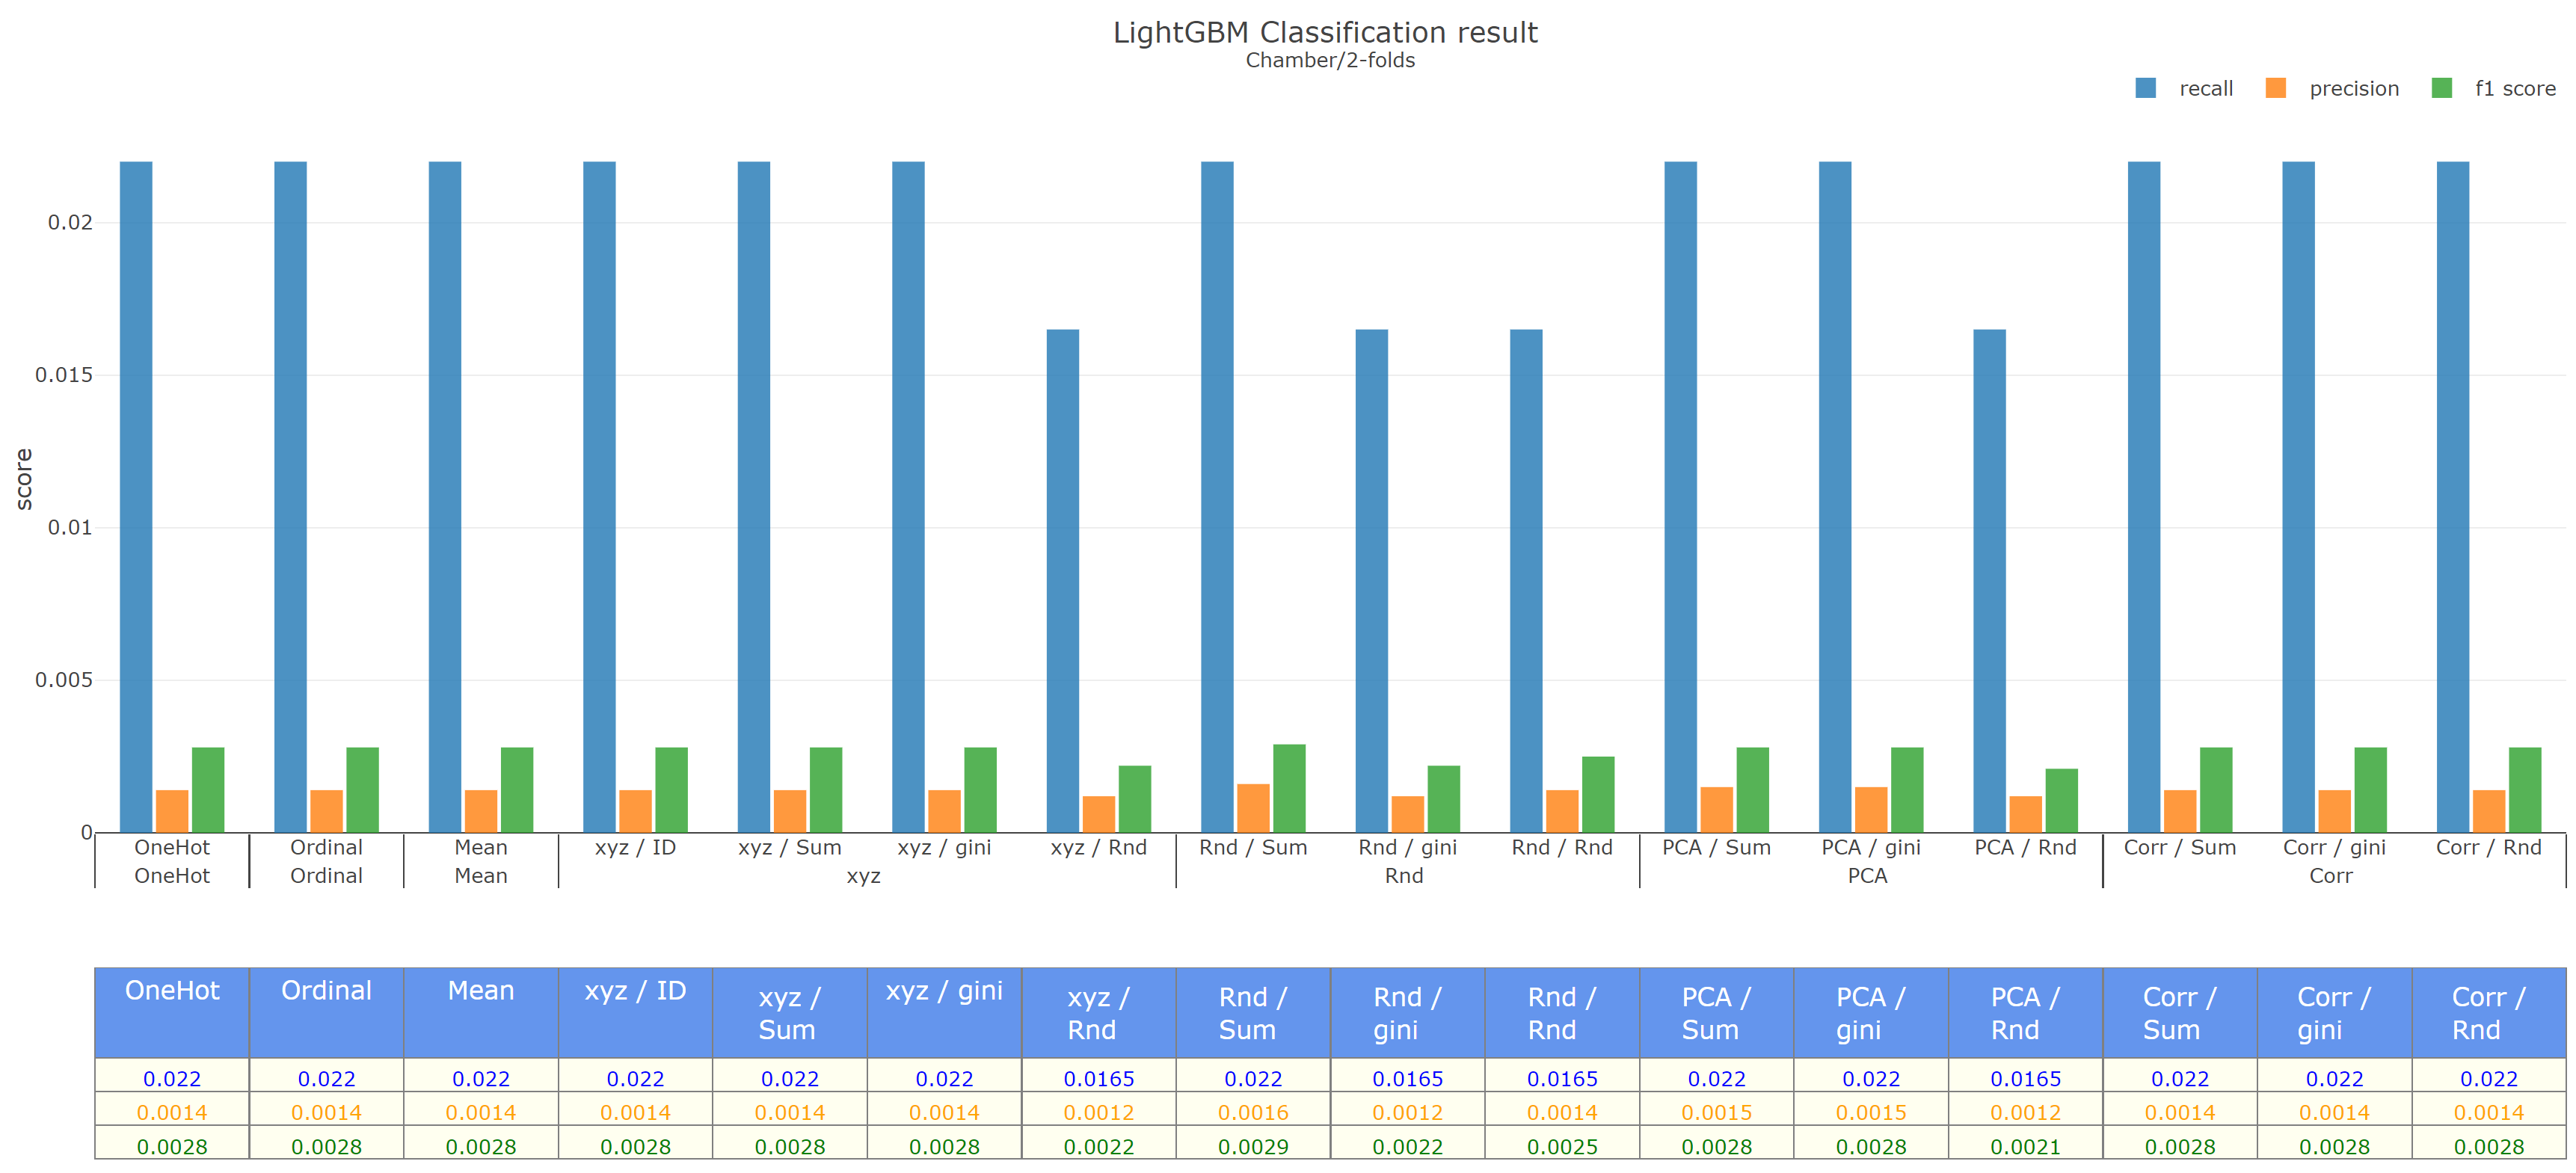 LightGBM Classification result
Chamber/2-folds
recall precision f1 score
0.02
0.015
0.01
0.005
0
score
OneHot Ordinal Mean xyz / ID xyz / Sum xyz / gini xyz / Rnd Rnd / Sum Rnd / gini Rnd / Rnd PCA / Sum PCA / gini PCA / Rnd Corr / Sum Corr / gini Corr / Rnd
OneHot Ordinal Mean xyz Rnd PCA Corr
OneHot Ordinal Mean xyz / ID xyz / Sum xyz / gini xyz / Rnd Rnd / Sum Rnd / gini Rnd / Rnd PCA / Sum PCA / gini PCA / Rnd Corr / Sum Corr / gini Corr / Rnd
0.022 0.022 0.022 0.022 0.022 0.022 0.0165 0.022 0.0165 0.0165 0.022 0.022 0.0165 0.022 0.022 0.022
0.0014 0.0014 0.0014 0.0014 0.0014 0.0014 0.0012 0.0016 0.0012 0.0014 0.0015 0.0015 0.0012 0.0014 0.0014 0.0014
0.0028 0.0028 0.0028 0.0028 0.0028 0.0028 0.0022 0.0029 0.0022 0.0025 0.0028 0.0028 0.0021 0.0028 0.0028 0.0028